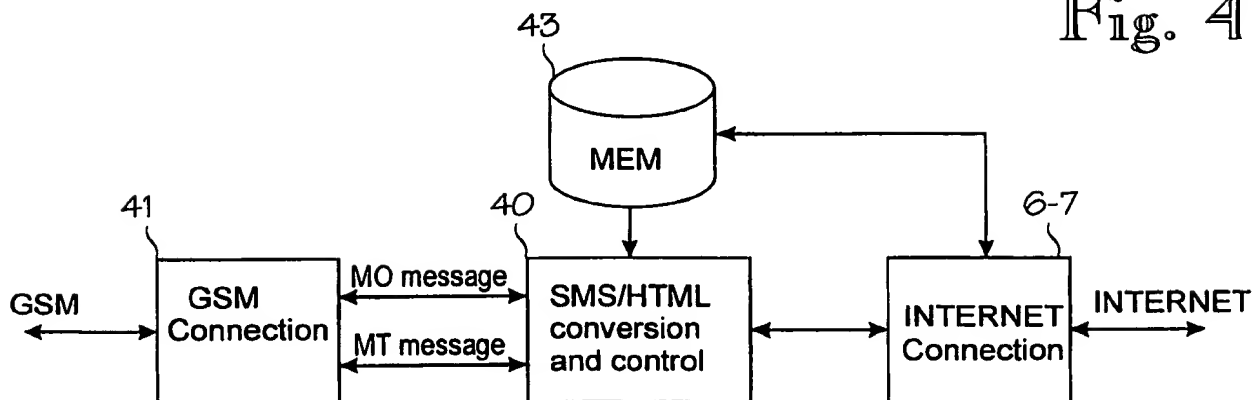 Fig. 4
43
MEM
41
40
6-7
GSM
GSM
Connection
MO message
MT message
SMS/HTML
conversion
and control
INTERNET
Connection
INTERNET